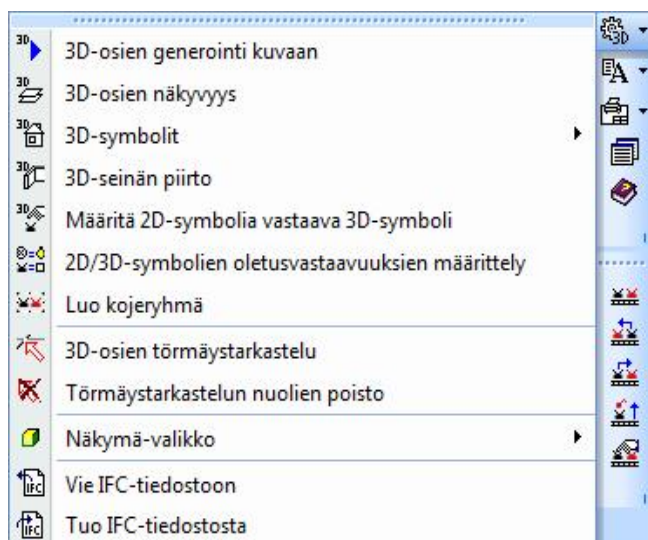 3D-osien generointi kuvaan
3D-osien näkyvyys
3D-symbolit
3D-seinän piirto
Määritä 2D-symbolia vastaava 3D-symboli
2D/3D-symbolien oletusvastaavuuksien määrittely
Luo kojeryhmä
3D-osien törmäystarkastelu
Törmäystarkastelun nuolien poisto
Näkymä-valikko
Vie IFC-tiedostoon
Tuo IFC-tiedostosta